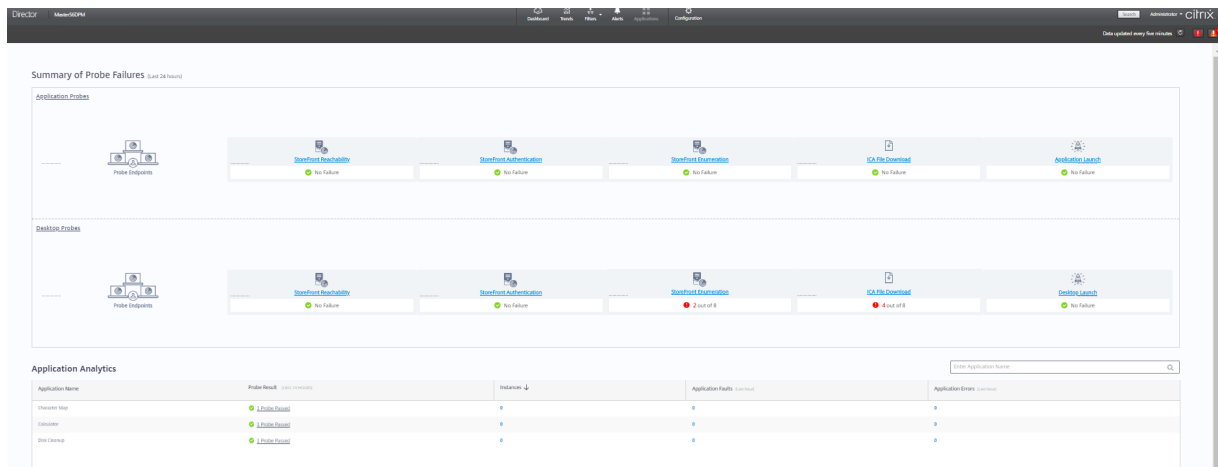 Director Master56DPM Dashboard Trends Filters Alerts Applications Configuration Search Administrator citrix
Data updated every five minutes
Summary of Probe Failures (Last 24 hours)
Application Probes
Probe Endpoints
StoreFront Reachability
No Failure
StoreFront Authentication
No Failure
StoreFront Enumeration
No Failure
ICA File Download
No Failure
Application Launch
No Failure
Desktop Probes
Probe Endpoints
StoreFront Reachability
No Failure
StoreFront Authentication
No Failure
StoreFront Enumeration
2 out of 8
ICA File Download
4 out of 8
Desktop Launch
No Failure
Application Analytics Enter Application Name
Application Name Probe Result Instances Application Faults (Last hour) Application Errors (Last hour)
Character Map 1 Probe Passed 0 0 0
Calculator 1 Probe Passed 0 0 0
Disk Cleanup 1 Probe Passed 0 0 0